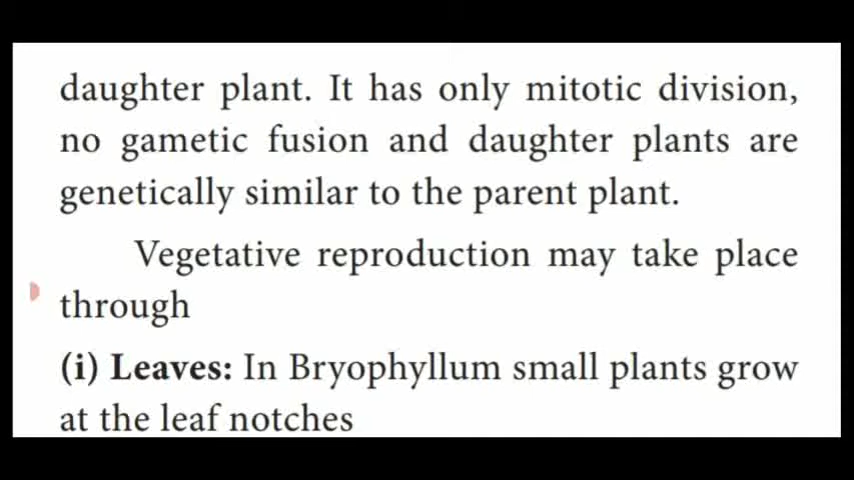 daughter plant. It has only mitotic division,
no gametic fusion and daughter plants are
genetically similar to the parent plant.
Vegetative reproduction may take place
through
(i) Leaves: In Bryophyllum small plants grow
at the leaf notches